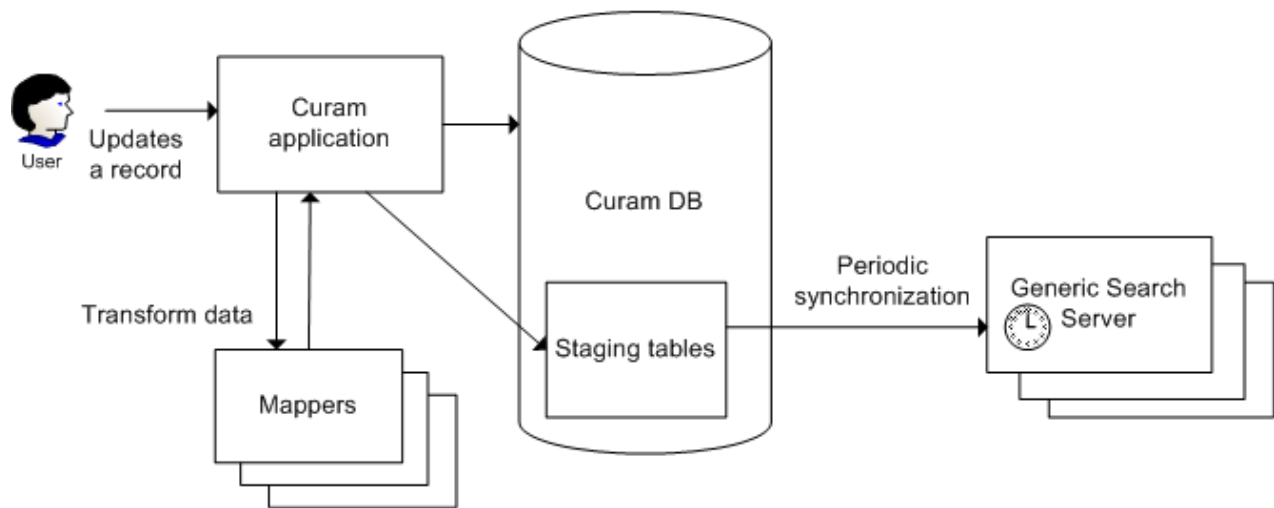 User
Updates
a record
Curam
application
Transform data
Mappers
Curam DB
Staging tables
Periodic
synchronization
Generic Search
Server